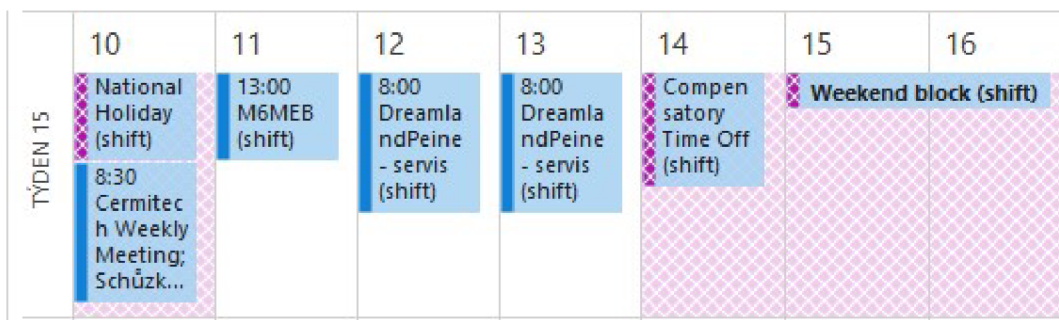 10
11
12
13
14
15
16
TÝDEN 15
National
Holiday
(shift)
8:30
Cermitec
h Weekly
Meeting;
Schůzk...
13:00
M6MEB
(shift)
8:00
Dreamla
ndPeine
- servis
(shift)
8:00
Dreamla
ndPeine
- servis
(shift)
Compen
satory
Time Off
(shift)
Weekend block (shift)